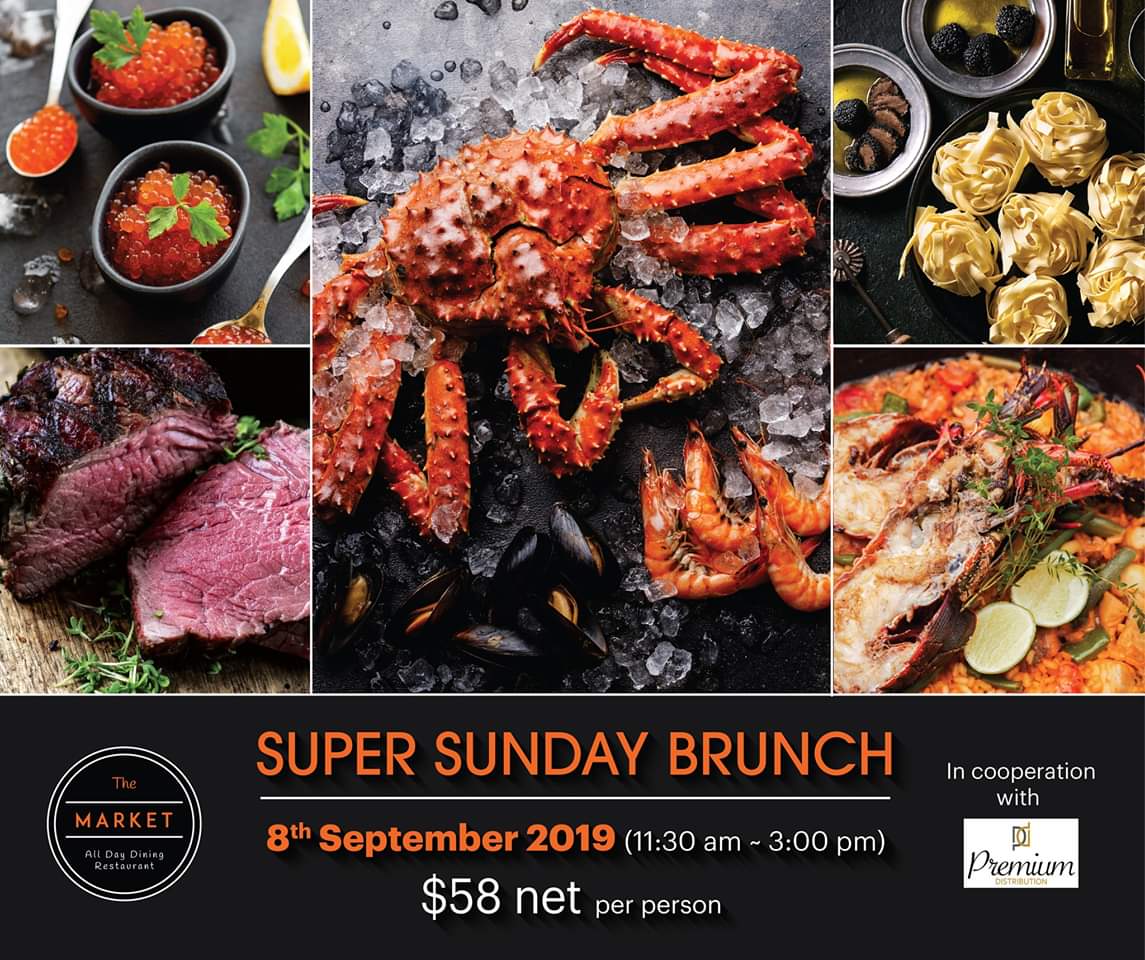 The
MARKET
All Day Dining
Restaurant
SUPER SUNDAY BRUNCH
8th September 2019 (11:30 am ~ 3:00 pm)
$58 net per person
In cooperation
with
pd
Premium
DISTRIBUTION